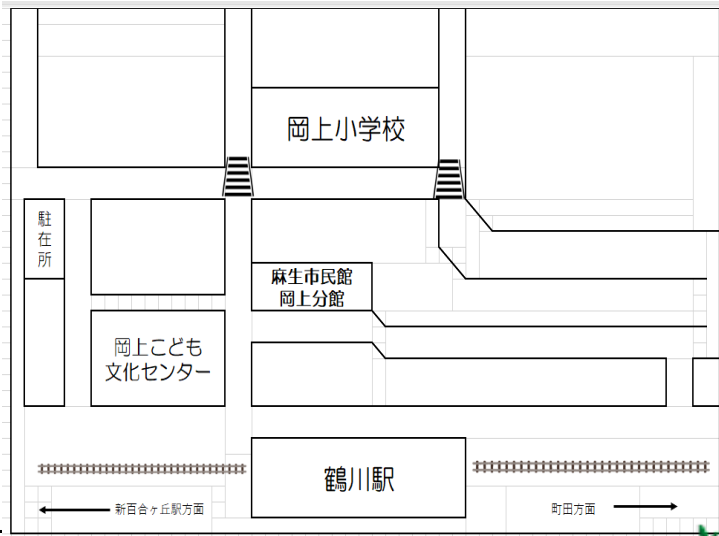 岡上小学校
駐在所
麻生市民館
岡上分館
岡上こども
文化センター
鶴川駅
新百合ヶ丘駅方面
町田方面